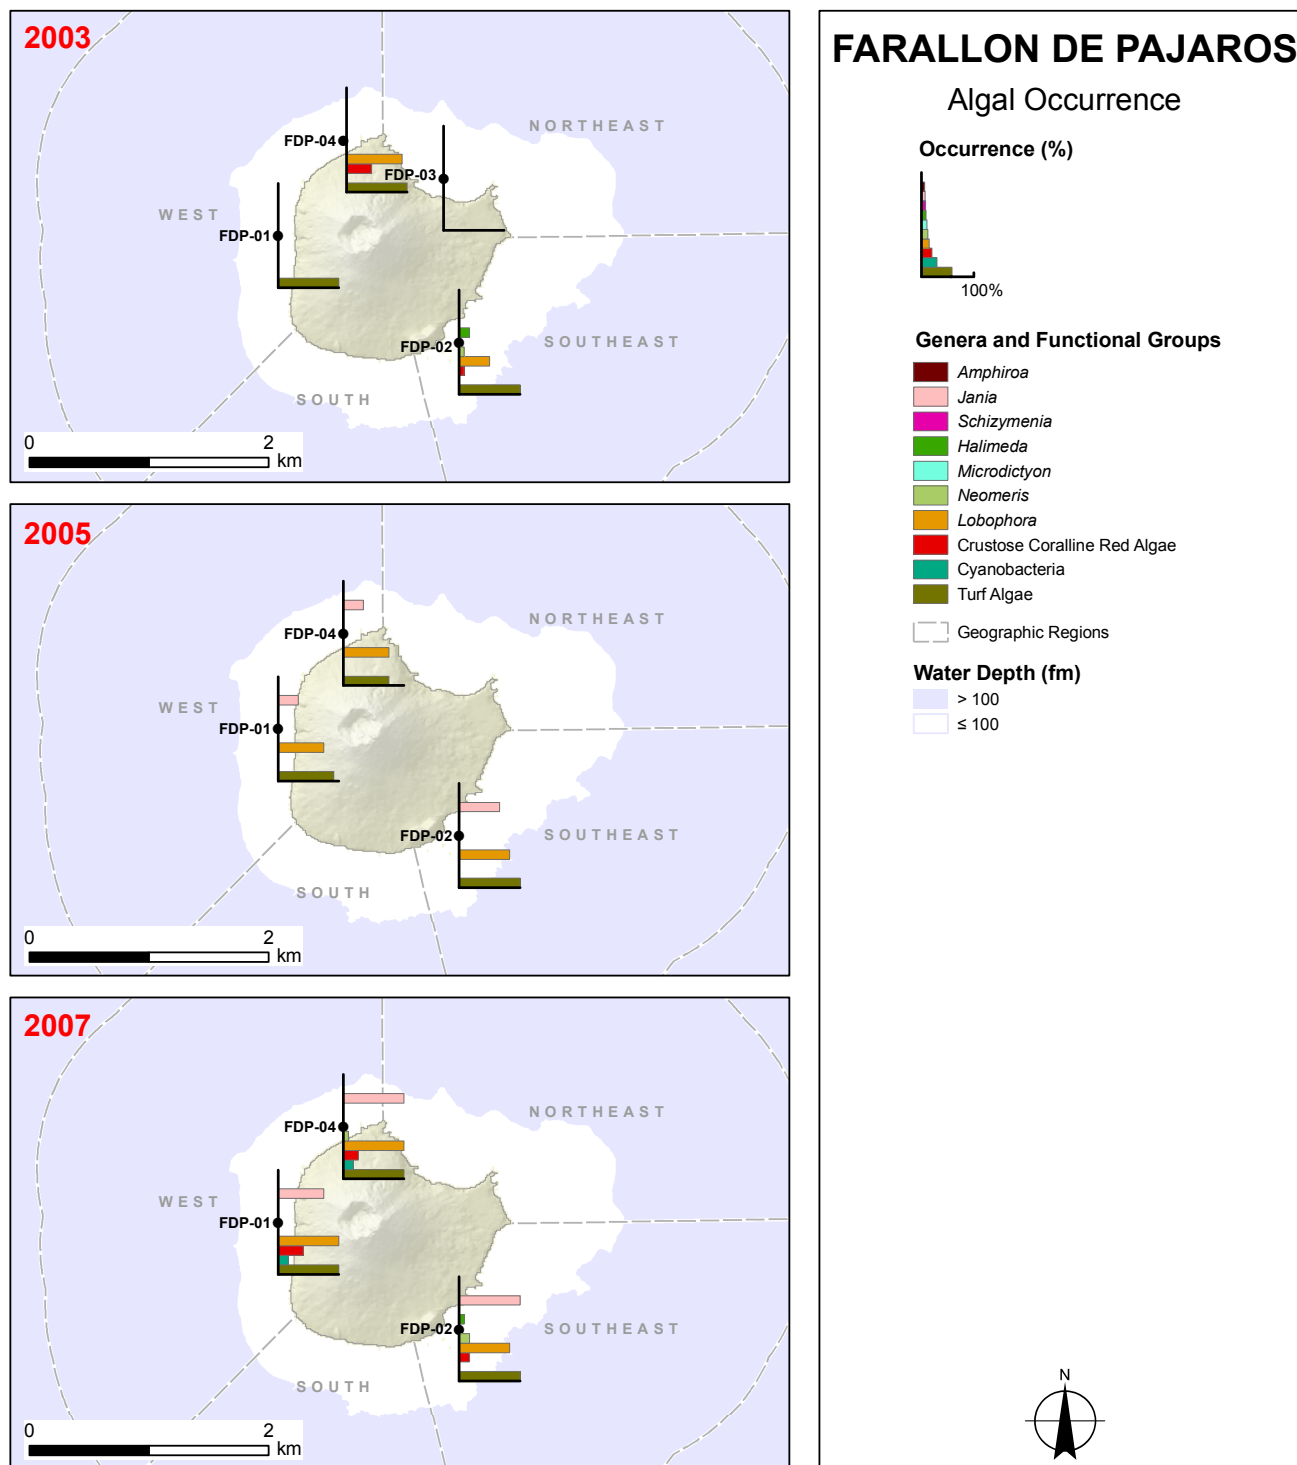 2003
NORTHEAST
FDP-04
FDP-03
WEST
FDP-01
SOUTHEAST
FDP-02
SOUTH
0 2
km
2005
NORTHEAST
FDP-04
WEST
FDP-01
SOUTHEAST
FDP-02
SOUTH
0 2
km
2007
NORTHEAST
FDP-04
WEST
FDP-01
SOUTHEAST
FDP-02
SOUTH
0 2
km
FARALLON DE PAJAROS
Algal Occurrence
Occurrence (%)
100%
Genera and Functional Groups
Amphiroa
Jania
Schizymenia
Halimeda
Microdictyon
Neomeris
Lobophora
Crustose Coralline Red Algae
Cyanobacteria
Turf Algae
Geographic Regions
Water Depth (fm)
> 100
≤ 100
N